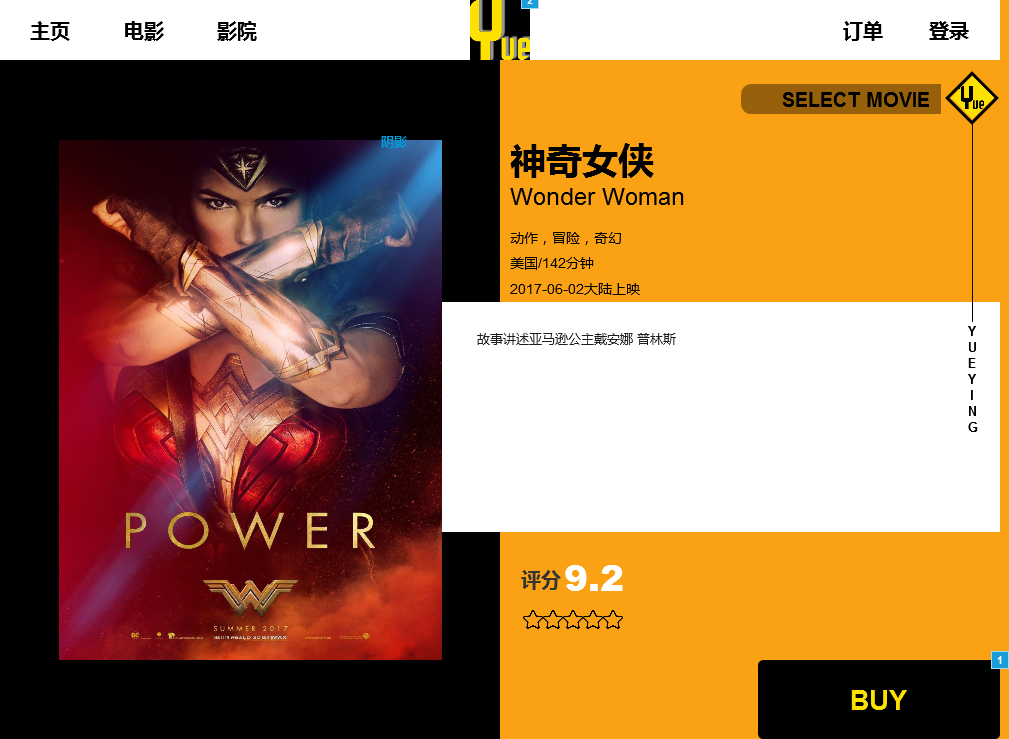 主页 电影 影院 Yue 2 订单 登录
SELECT MOVIE Yue
阴影
神奇女侠
Wonder Woman
动作，冒险，奇幻
美国/142分钟
2017-06-02大陆上映
故事讲述亚马逊公主戴安娜 普林斯
YUEYING
POWER
SUMMER 2017
评分 9.2
1
BUY